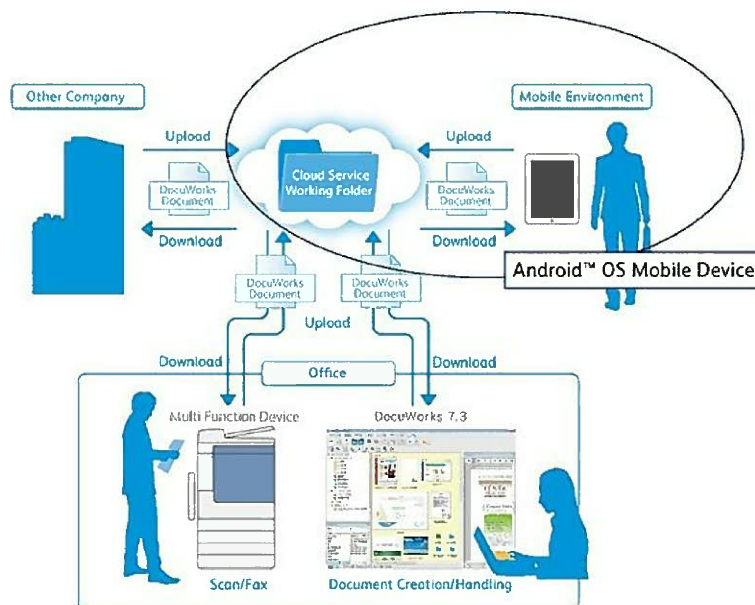 Other Company
Mobile Environment
Upload
Upload
Cloud Service
Working Folder
DocuWorks
Document
DocuWorks
Document
Download
Download
Android™ OS Mobile Device
DocuWorks
Document
DocuWorks
Document
Upload
Download
Download
Office
Multi Function Device
DocuWorks 7.3
Scan/Fax
Document Creation/Handling